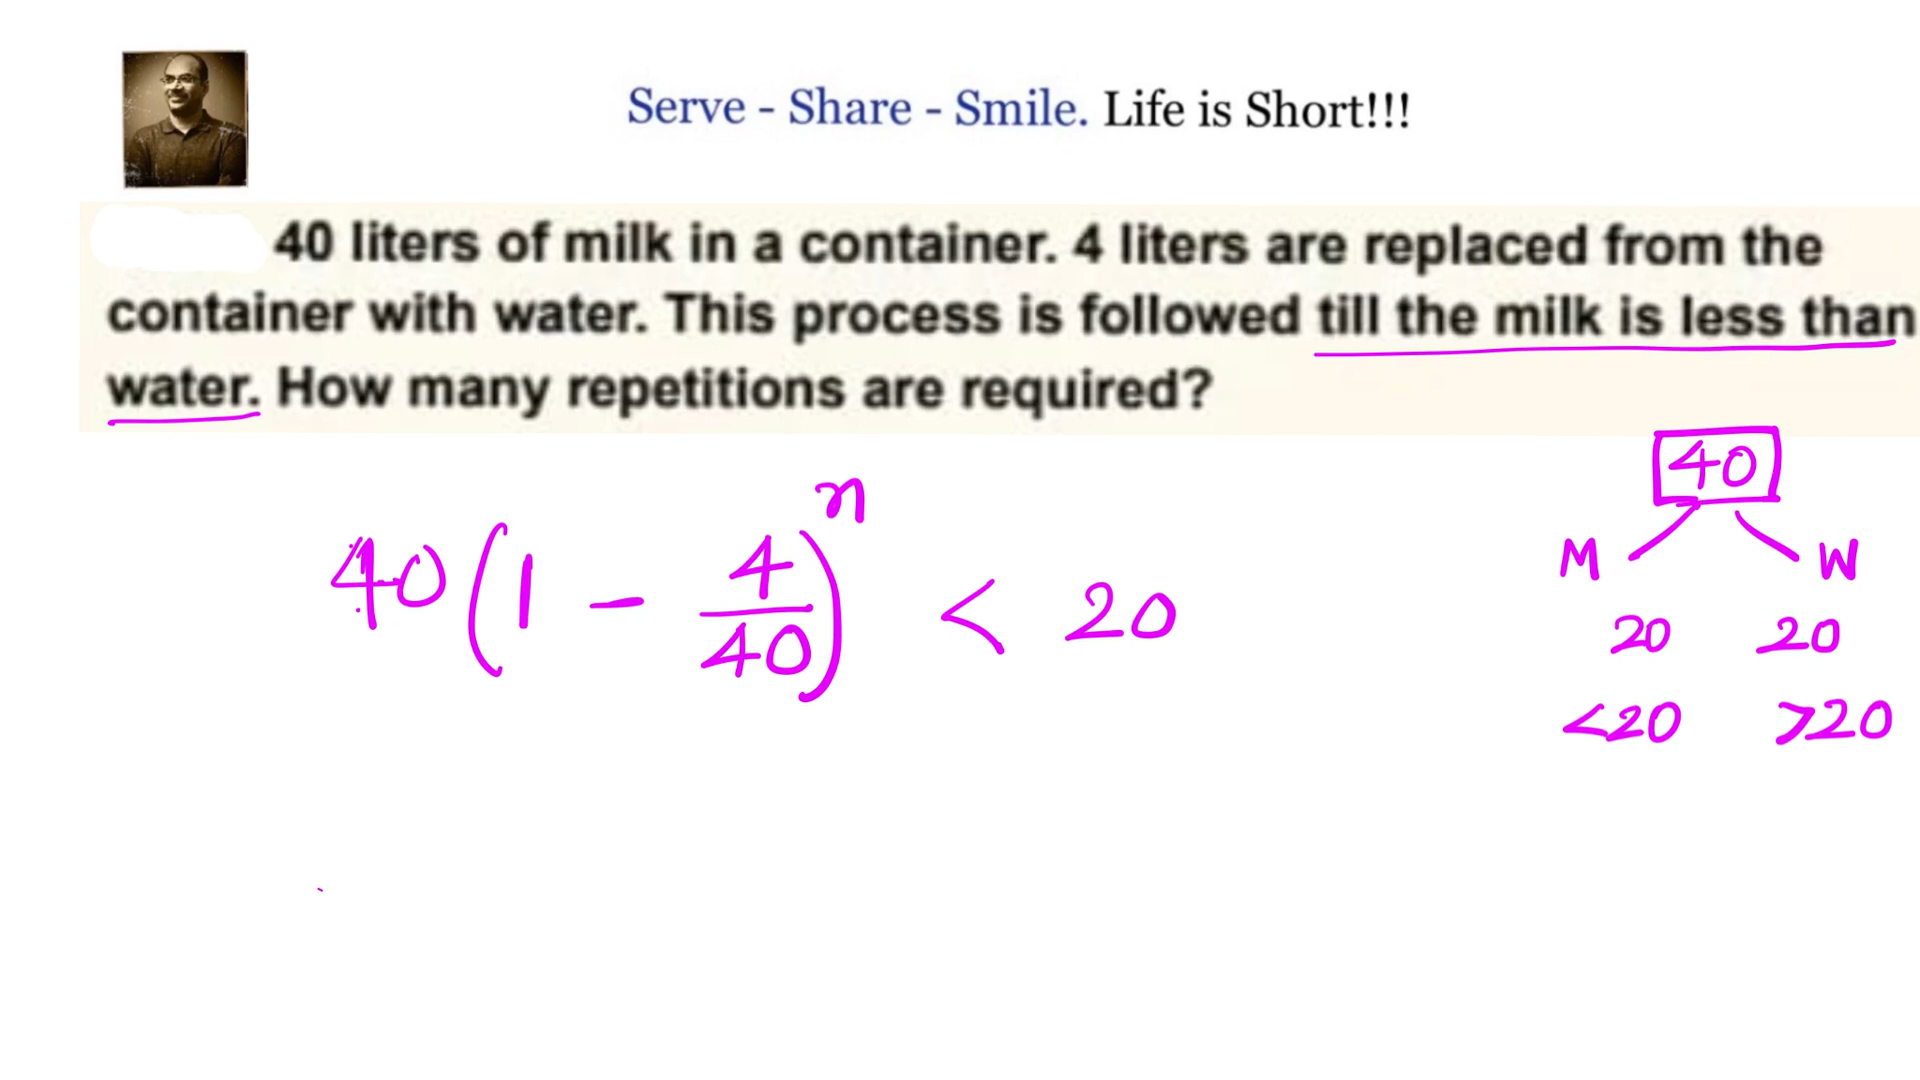 Serve - Share - Smile. Life is Short!!!
40 liters of milk in a container. 4 liters are replaced from the
container with water. This process is followed till the milk is less than
water. How many repetitions are required?
40
M W
20 20
<20 >20
40(1 - 4/40)^n < 20